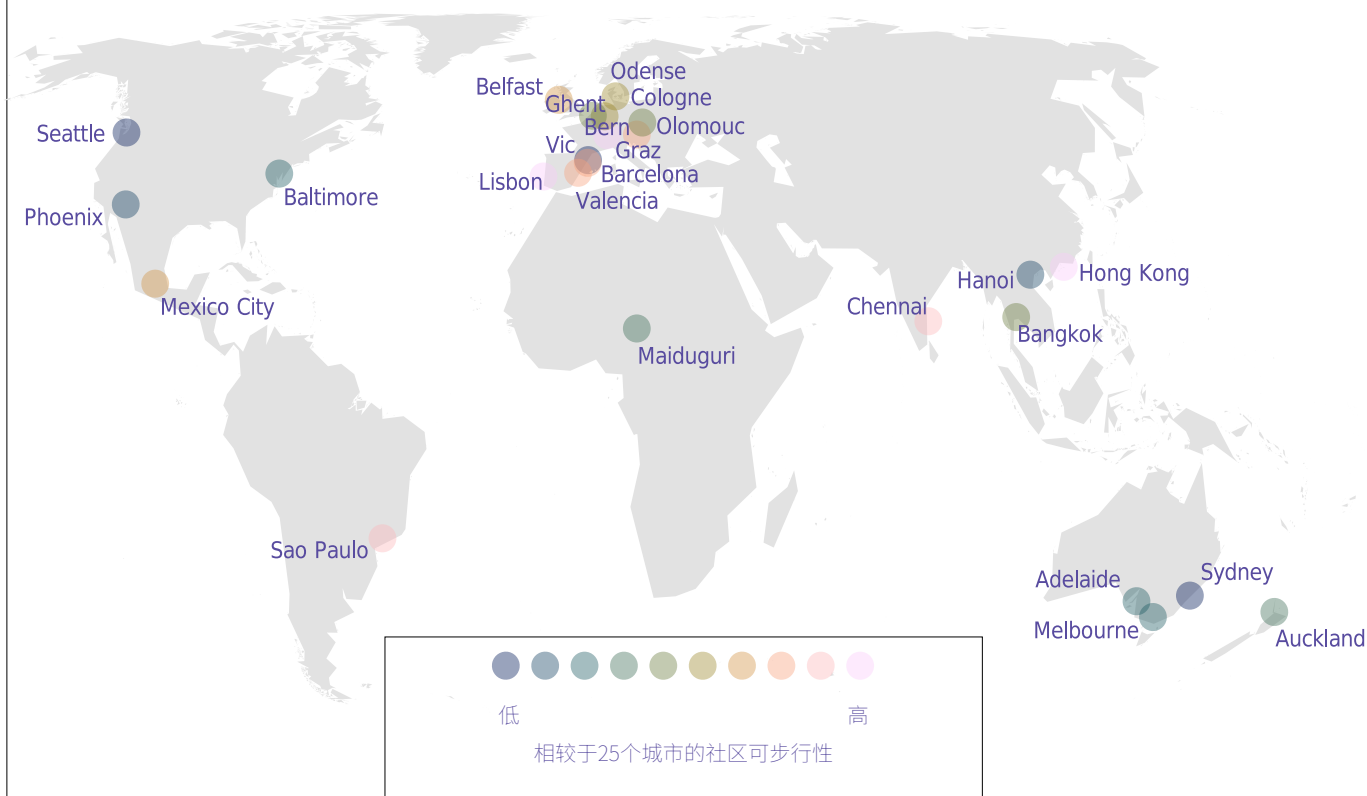 Odense
Belfast
Cologne
Ghent
Seattle
Bern
Olomouc
Vic
Graz
Barcelona
Lisbon
Baltimore
Valencia
Phoenix
Hong Kong
Hanoi
Mexico City
Chennai
Bangkok
Maiduguri
Sao Paulo
Sydney
Adelaide
Melbourne
Auckland
低
高
相较于25个城市的社区可步行性